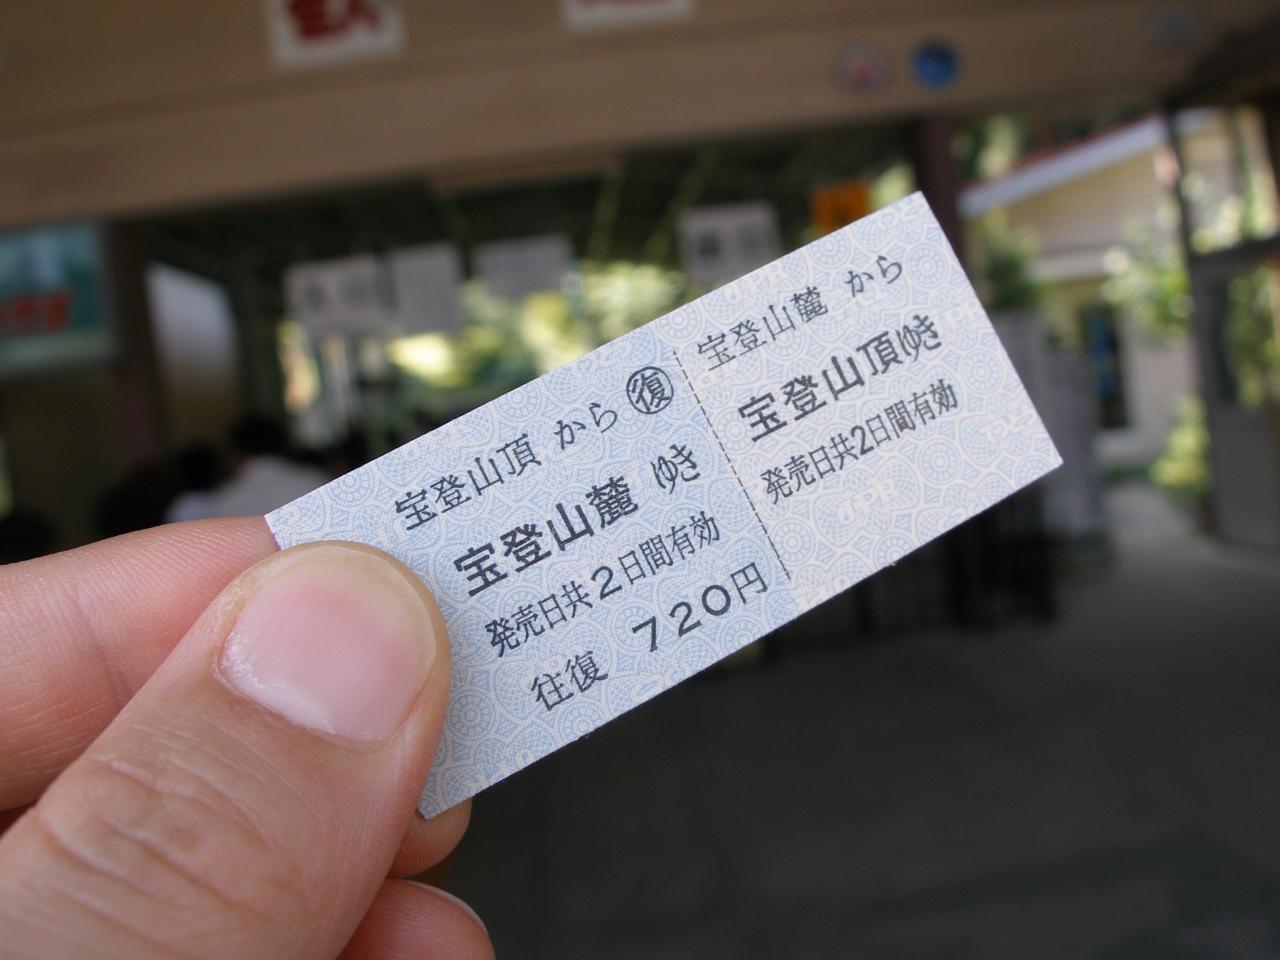 宝登山頂 から ㊝
宝登山麓 ゆき
発売日共2日間有効
往復 720円
宝登山麓 から
宝登山頂ゆき
発売日共2日間有効